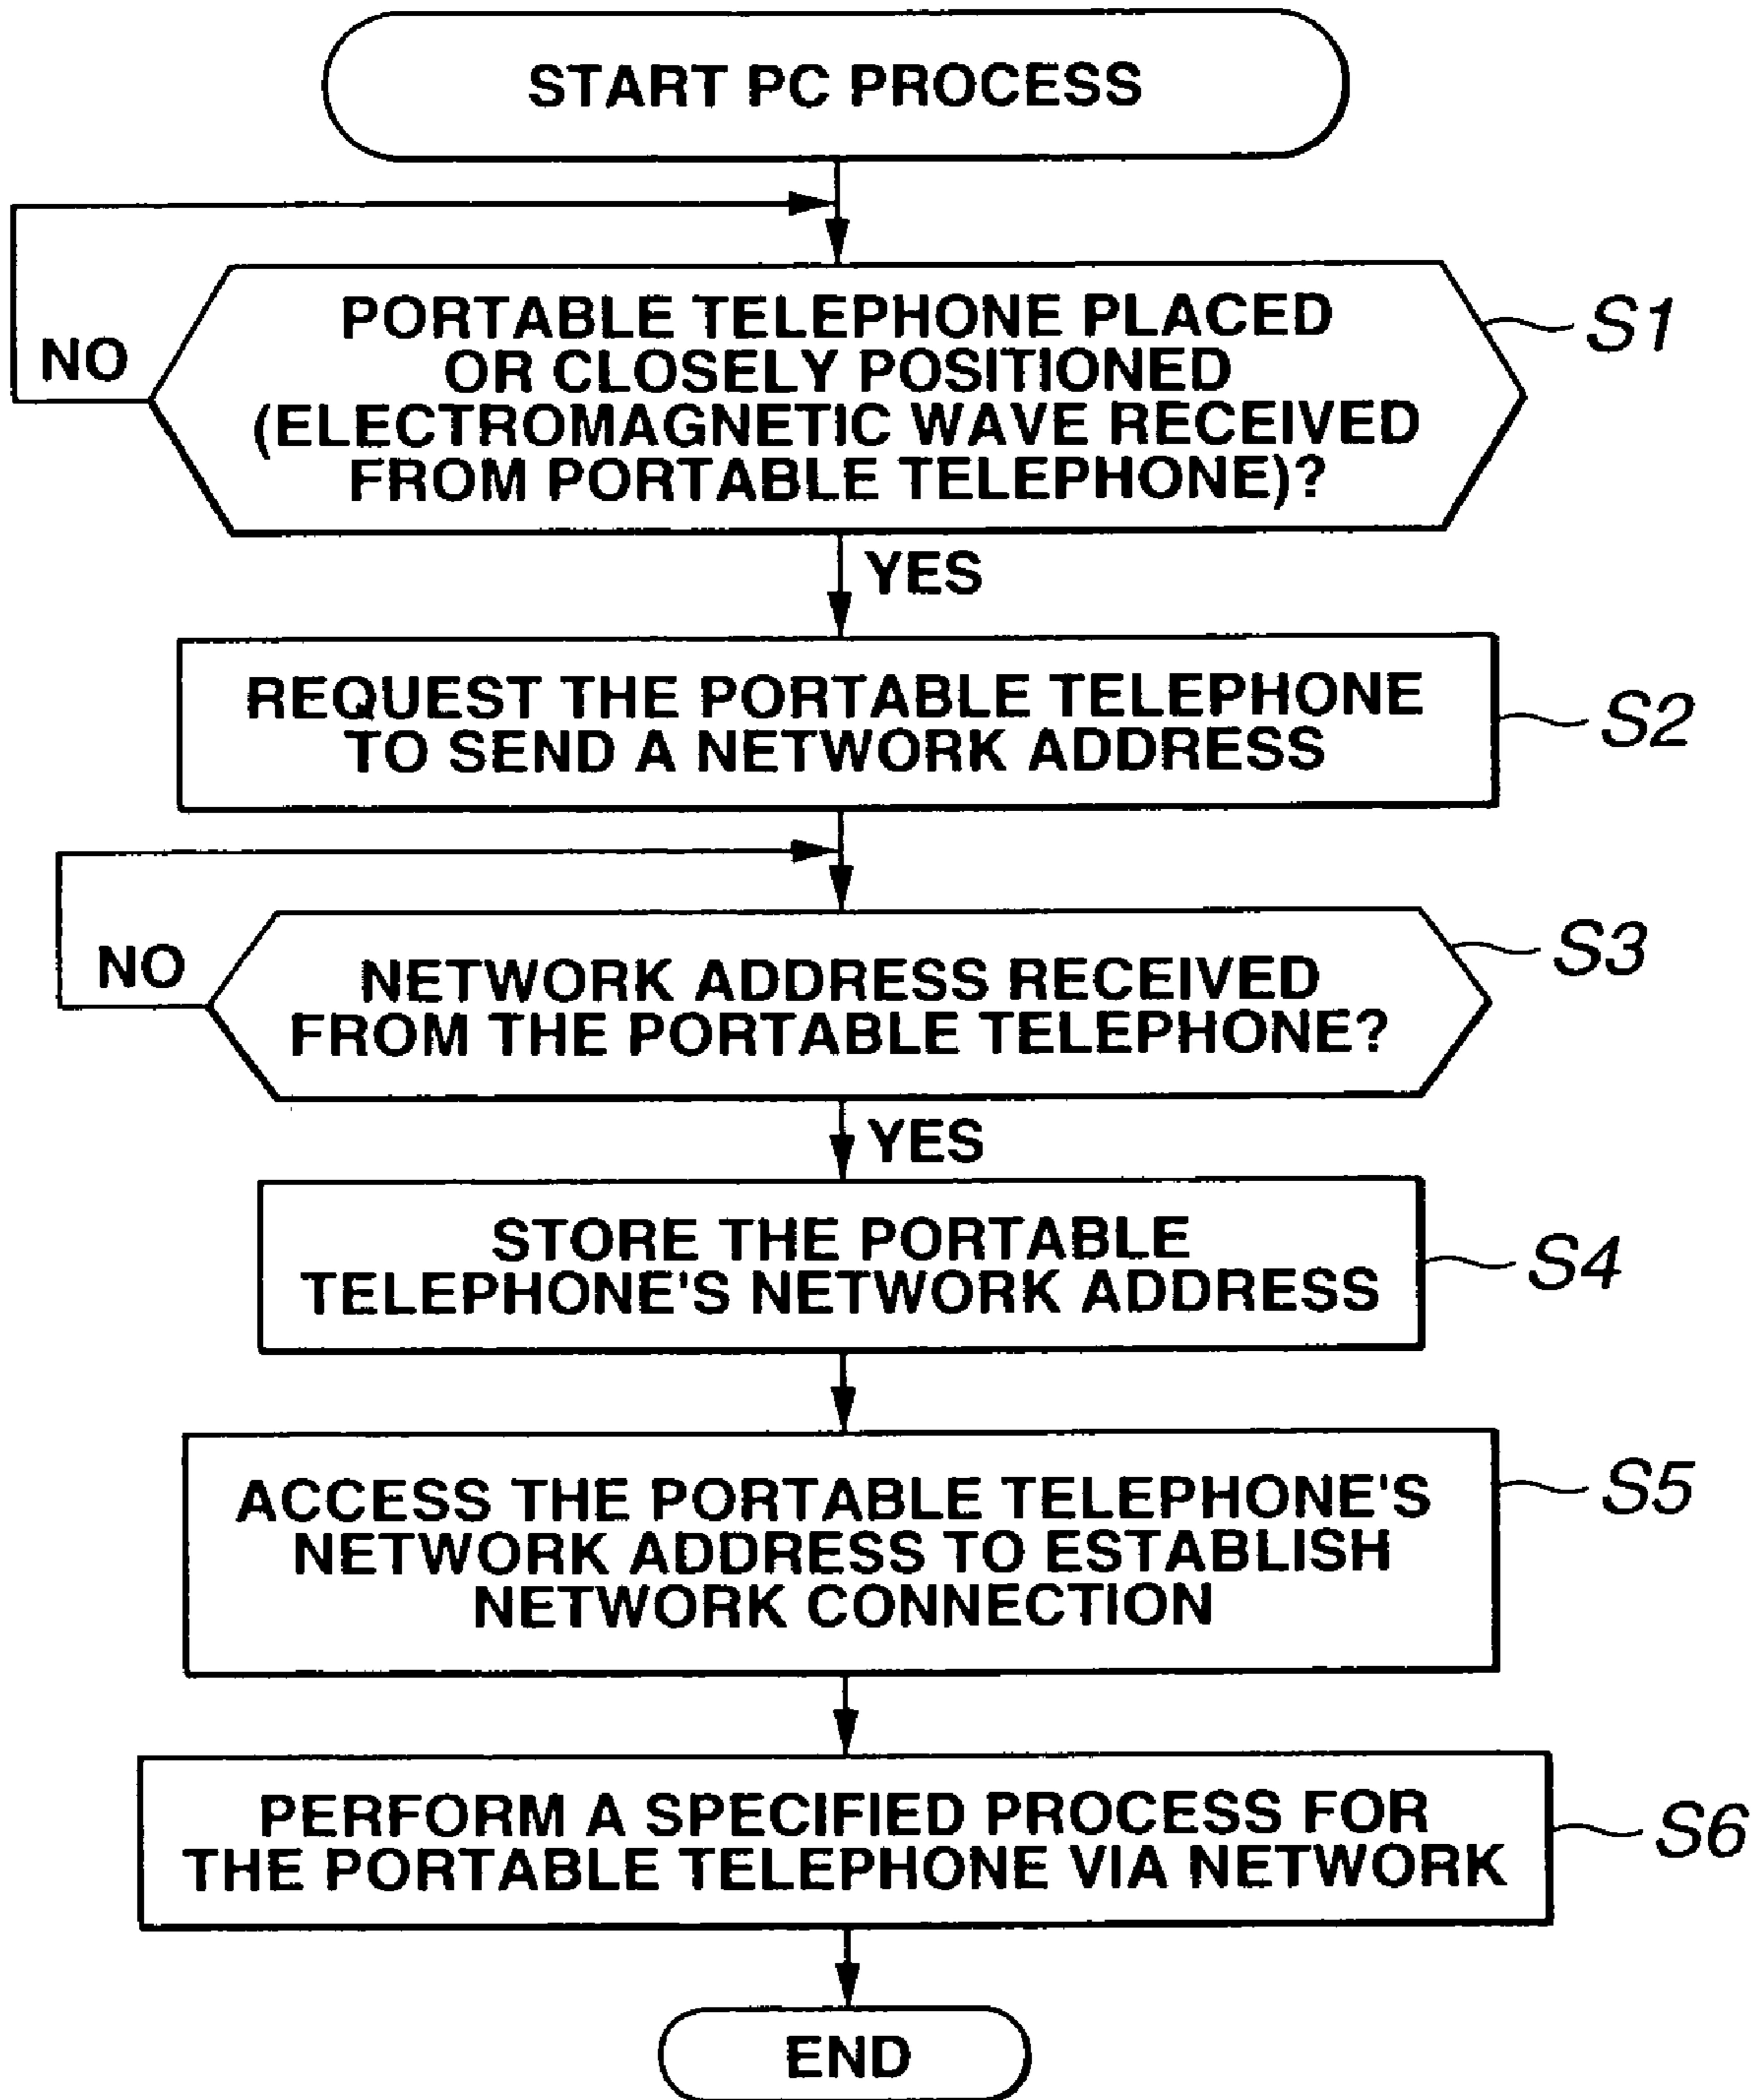 START PC PROCESS
PORTABLE TELEPHONE PLACED
OR CLOSELY POSITIONED
(ELECTROMAGNETIC WAVE RECEIVED
FROM PORTABLE TELEPHONE)?
S1
NO
YES
REQUEST THE PORTABLE TELEPHONE
TO SEND A NETWORK ADDRESS
S2
NETWORK ADDRESS RECEIVED
FROM THE PORTABLE TELEPHONE?
S3
NO
YES
STORE THE PORTABLE
TELEPHONE'S NETWORK ADDRESS
S4
ACCESS THE PORTABLE TELEPHONE'S
NETWORK ADDRESS TO ESTABLISH
NETWORK CONNECTION
S5
PERFORM A SPECIFIED PROCESS FOR
THE PORTABLE TELEPHONE VIA NETWORK
S6
END